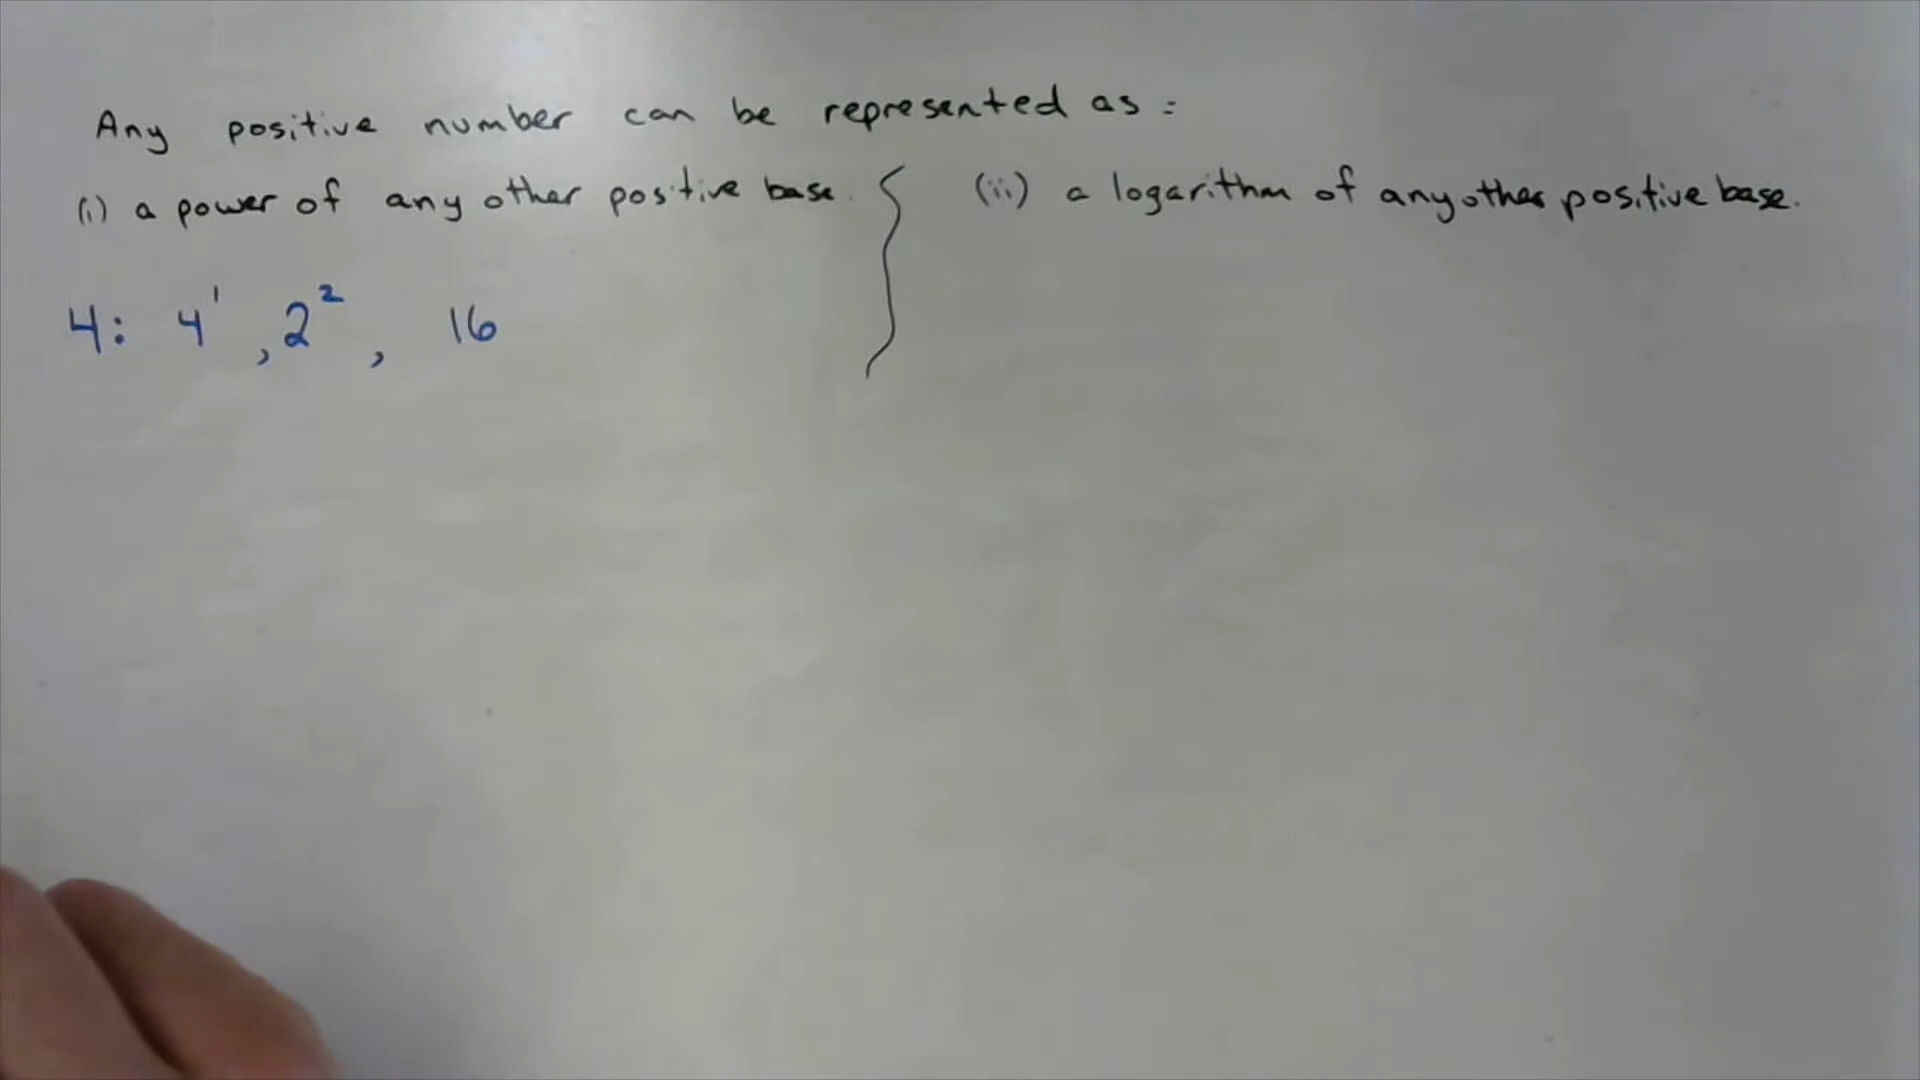 Any positive number can be represented as:
(i) a power of any other positive base.
(ii) a logarithm of any other positive base.
4: 4¹, 2², 16